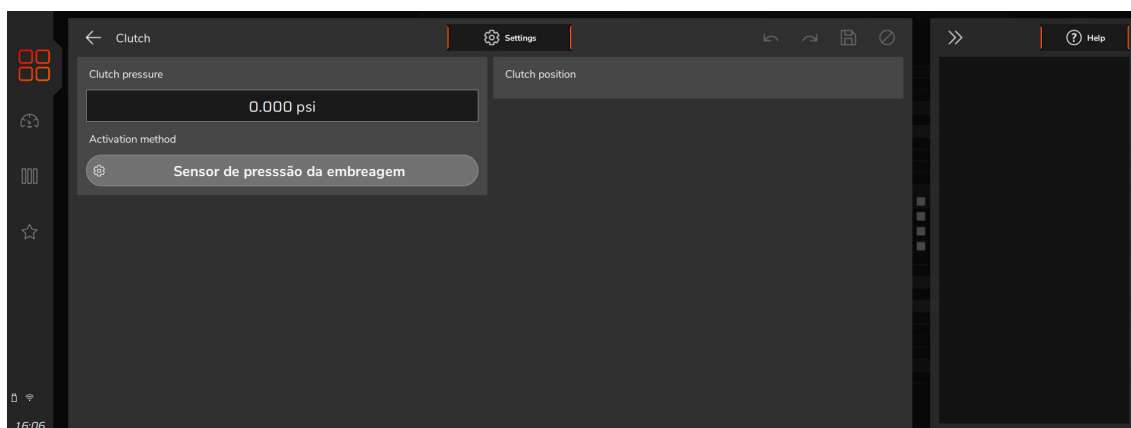 Clutch
Settings
Help
Clutch pressure
0.000 psi
Activation method
Sensor de presssão da embreagem
Clutch position
16:06